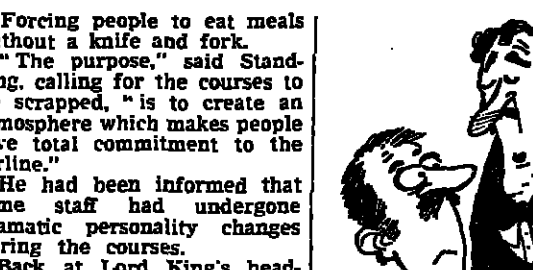 Forcing people to eat meals
thout a knife and fork.
"The purpose," said Stand-
ng, calling for the courses to
scrapped, "is to create an
mosphere which makes people
ve total commitment to the
rline."
He had been informed that
me staff had undergone
amatic personality changes
ring the courses.
Back at Lord King's head-